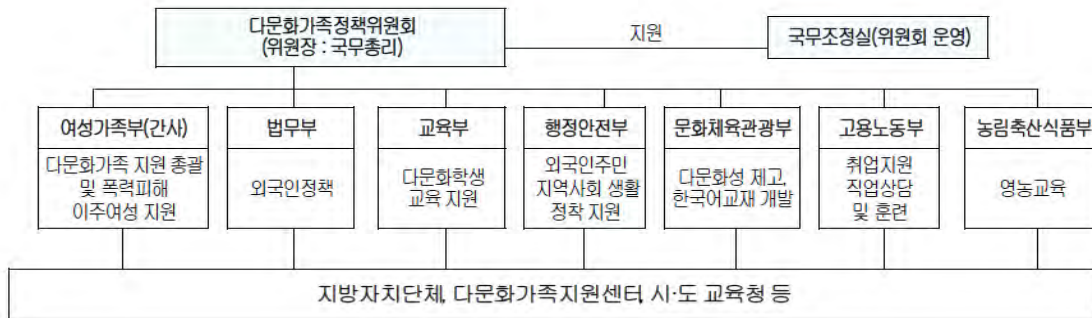 다문화가족정책위원회
(위원장 : 국무총리)
지원
국무조정실(위원회 운영)
여성가족부(간사)
다문화가족 지원 총괄
및 폭력피해
이주여성 지원
법무부
외국인정책
교육부
다문화학생
교육 지원
행정안전부
외국인주민
지역사회 생활
정착 지원
문화체육관광부
다문화성 제고,
한국어교재 개발
고용노동부
취업지원
직업상담
및 훈련
농림축산식품부
영농교육
지방자치단체, 다문화가족지원센터, 시·도 교육청 등